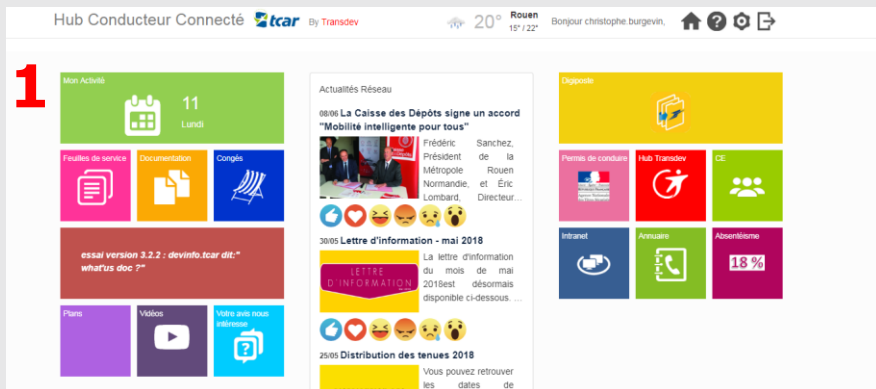 Hub Conducteur Connecté tcar By Transdev
20° Rouen
15° / 22°
Bonjour christophe.burgevin,
1
Mon Activité
11
Lundi
Feuilles de service
Documentation
Congés
essai version 3.2.2 : devinfo.tcar dit:"
what'us doc ?"
Plans
Vidéos
Votre avis nous
intéresse
Actualités Réseau
08/06 La Caisse des Dépôts signe un accord
"Mobilité intelligente pour tous"
Frédéric Sanchez,
Président de la
Métropole Rouen
Normandie, et Éric
Lombard, Directeur...
30/05 Lettre d'information - mai 2018
LETTRE
D'INFORMATION
La lettre d'information
du mois de mai
2018est désormais
disponible ci-dessous. ...
25/05 Distribution des tenues 2018
Vous pouvez retrouver
les dates de
Digiposte
Permis de conduire
Hub Transdev
CE
Intranet
Annuaire
Absentéisme
18 %